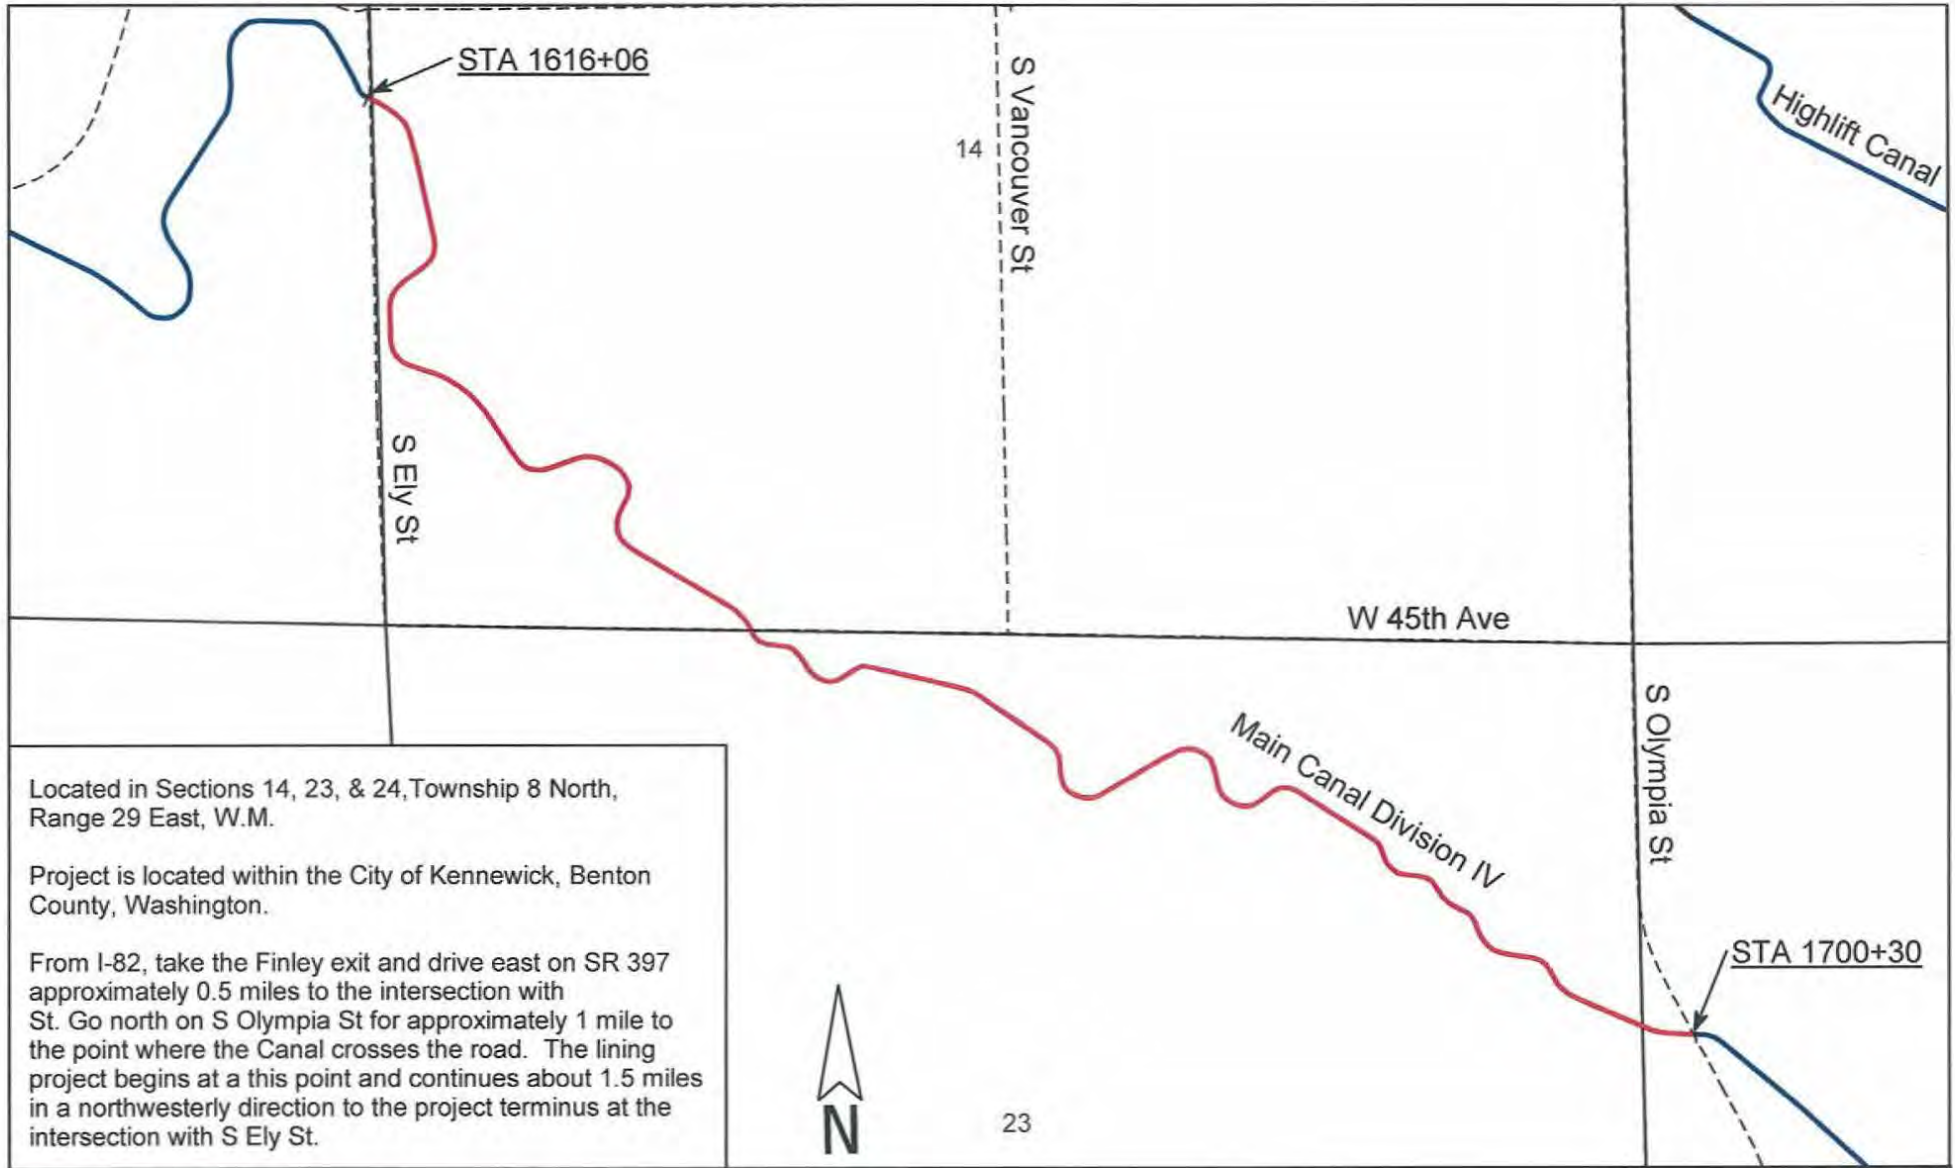 STA 1616+06
S Vancouver St
14
Highlift Canal
S Ely St
W 45th Ave
Main Canal Division IV
S Olympia St
STA 1700+30
Located in Sections 14, 23, & 24,Township 8 North,
Range 29 East, W.M.
Project is located within the City of Kennewick, Benton
County, Washington.
From I-82, take the Finley exit and drive east on SR 397
approximately 0.5 miles to the intersection with
St. Go north on S Olympia St for approximately 1 mile to
the point where the Canal crosses the road. The lining
project begins at a this point and continues about 1.5 miles
in a northwesterly direction to the project terminus at the
intersection with S Ely St.
N
23